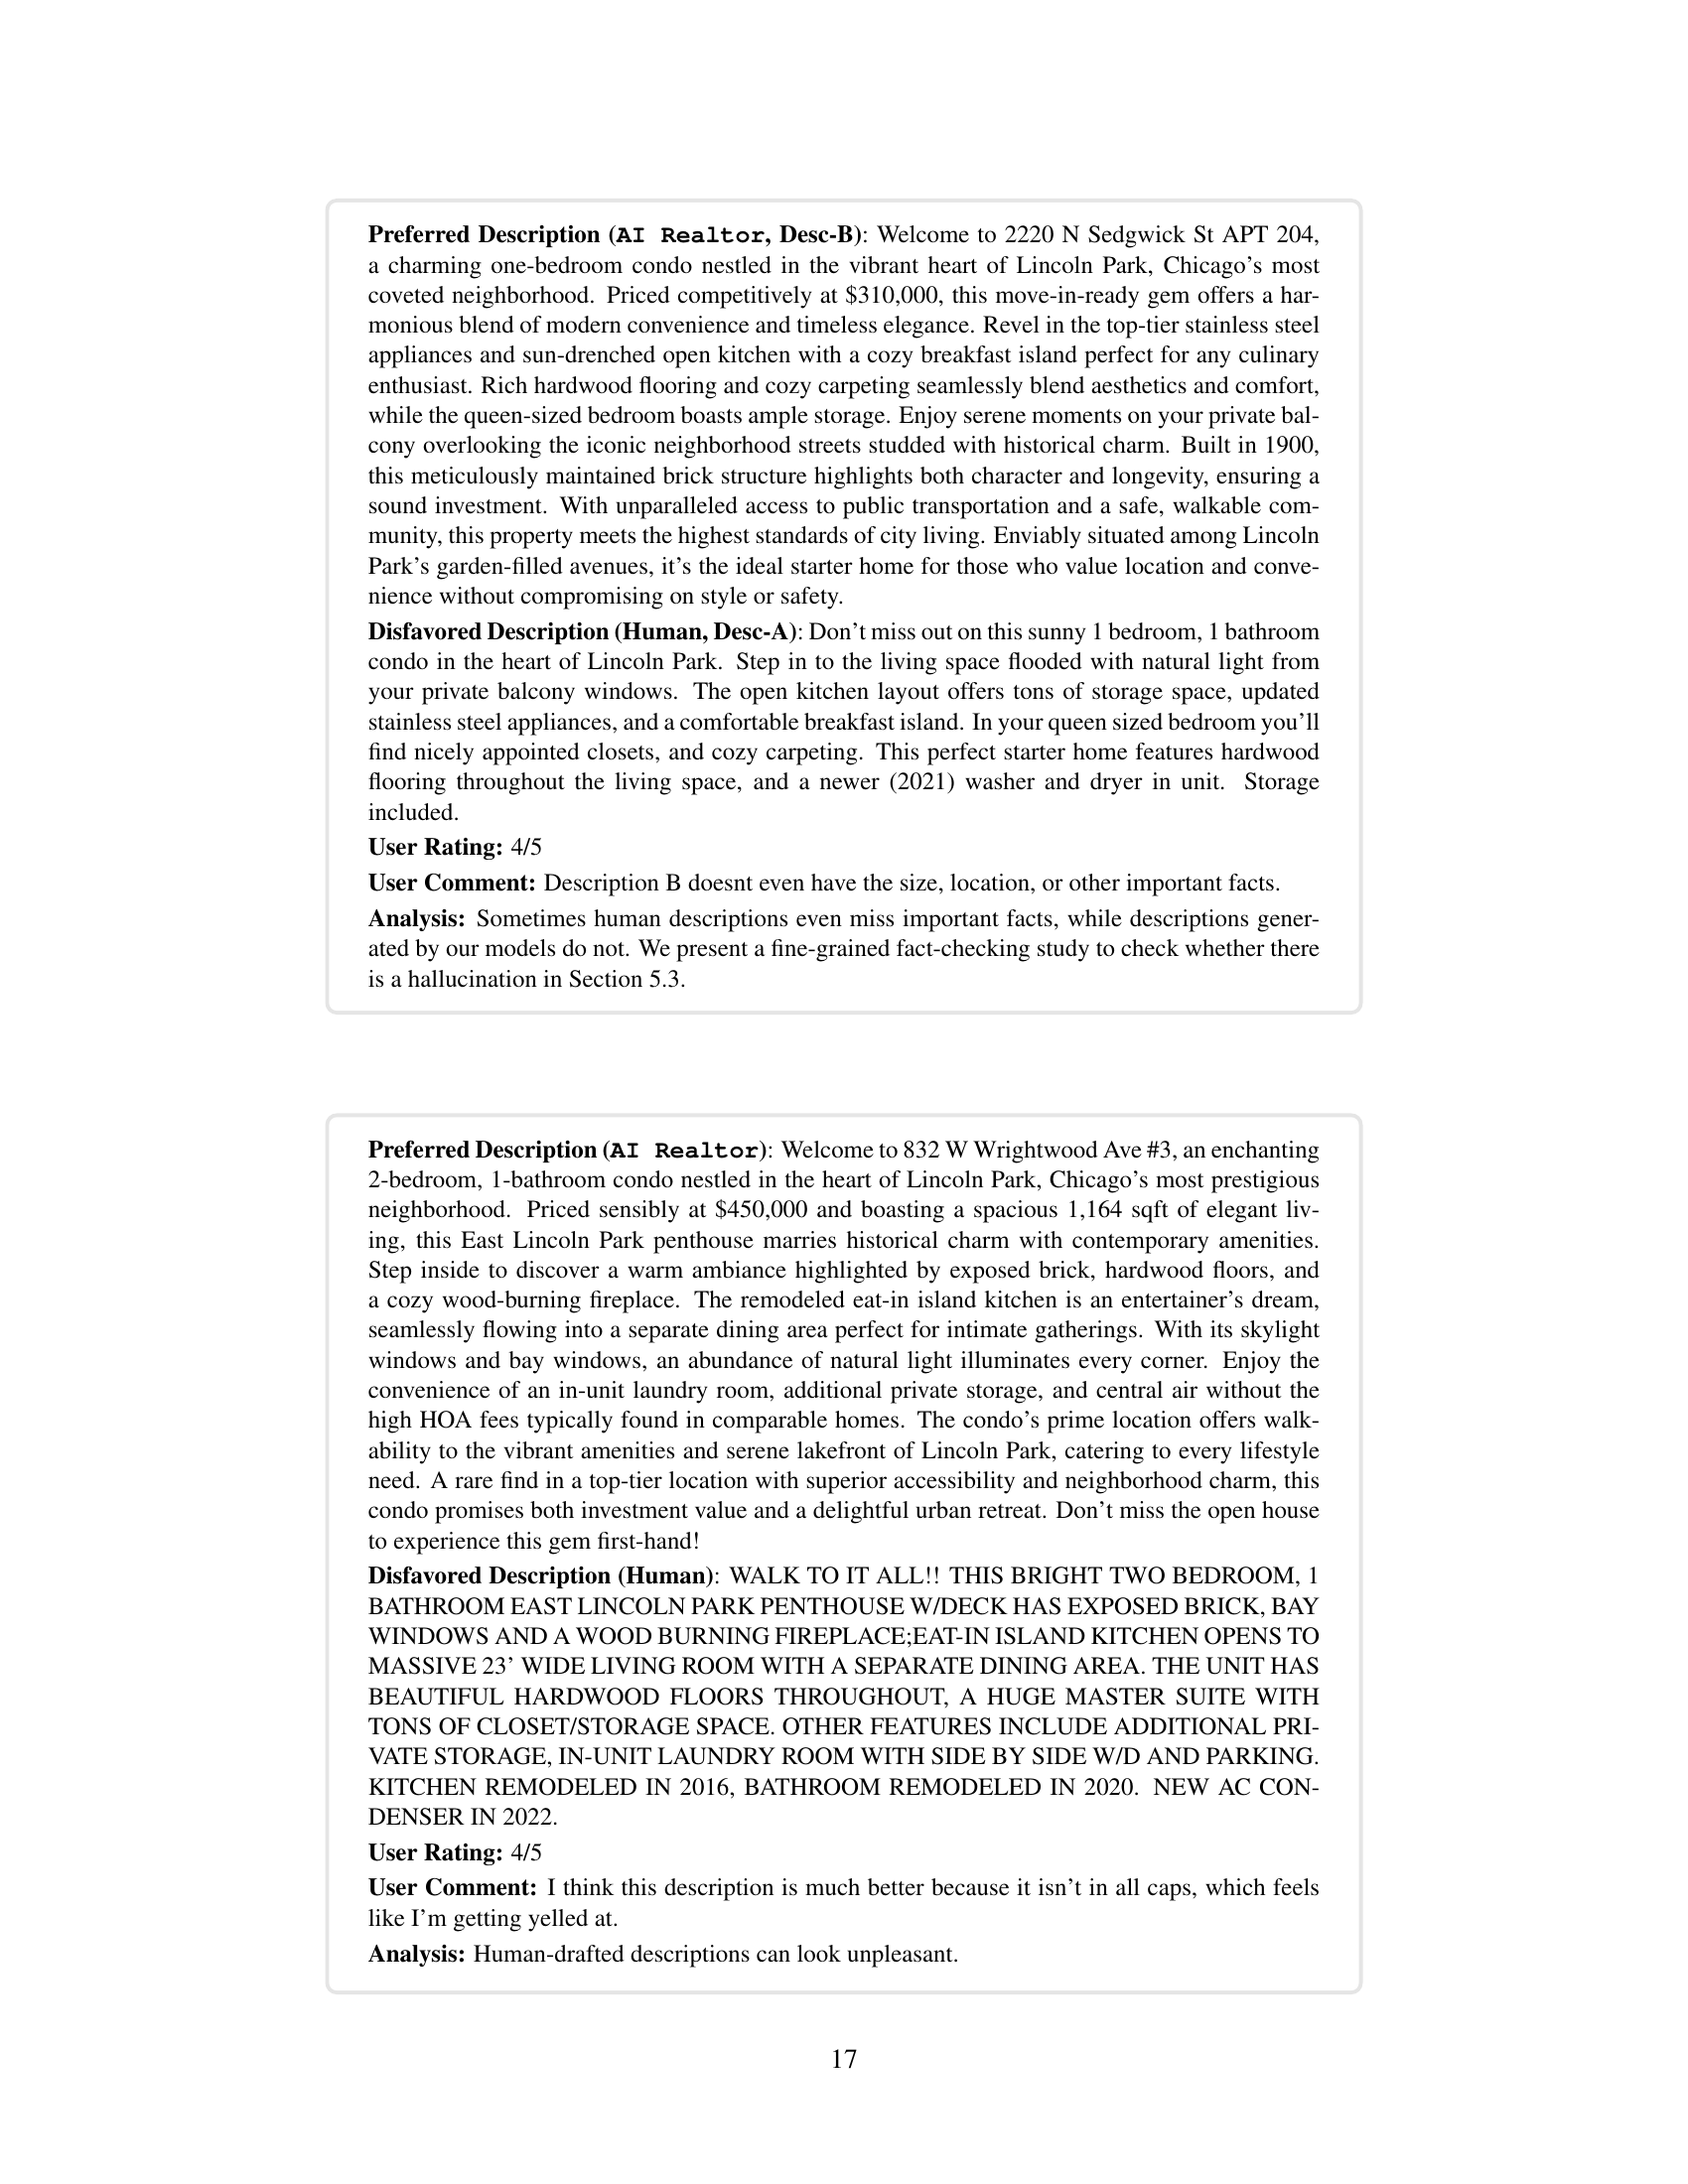 Preferred Description (AI Realtor, Desc-B): Welcome to 2220 N Sedgwick St APT 204,
a charming one-bedroom condo nestled in the vibrant heart of Lincoln Park, Chicago's most
coveted neighborhood. Priced competitively at $310,000, this move-in-ready gem offers a har-
monious blend of modern convenience and timeless elegance. Revel in the top-tier stainless steel
appliances and sun-drenched open kitchen with a cozy breakfast island perfect for any culinary
enthusiast. Rich hardwood flooring and cozy carpeting seamlessly blend aesthetics and comfort,
while the queen-sized bedroom boasts ample storage. Enjoy serene moments on your private bal-
cony overlooking the iconic neighborhood streets studded with historical charm. Built in 1900,
this meticulously maintained brick structure highlights both character and longevity, ensuring a
sound investment. With unparalleled access to public transportation and a safe, walkable com-
munity, this property meets the highest standards of city living. Enviably situated among Lincoln
Park's garden-filled avenues, it's the ideal starter home for those who value location and conve-
nience without compromising on style or safety.
Disfavored Description (Human, Desc-A): Don't miss out on this sunny 1 bedroom, 1 bathroom
condo in the heart of Lincoln Park. Step in to the living space flooded with natural light from
your private balcony windows. The open kitchen layout offers tons of storage space, updated
stainless steel appliances, and a comfortable breakfast island. In your queen sized bedroom you'll
find nicely appointed closets, and cozy carpeting. This perfect starter home features hardwood
flooring throughout the living space, and a newer (2021) washer and dryer in unit. Storage
included.
User Rating: 4/5
User Comment: Description B doesnt even have the size, location, or other important facts.
Analysis: Sometimes human descriptions even miss important facts, while descriptions gener-
ated by our models do not. We present a fine-grained fact-checking study to check whether there
is a hallucination in Section 5.3.
Preferred Description (AI Realtor): Welcome to 832 W Wrightwood Ave #3, an enchanting
2-bedroom, 1-bathroom condo nestled in the heart of Lincoln Park, Chicago's most prestigious
neighborhood. Priced sensibly at $450,000 and boasting a spacious 1,164 sqft of elegant liv-
ing, this East Lincoln Park penthouse marries historical charm with contemporary amenities.
Step inside to discover a warm ambiance highlighted by exposed brick, hardwood floors, and
a cozy wood-burning fireplace. The remodeled eat-in island kitchen is an entertainer's dream,
seamlessly flowing into a separate dining area perfect for intimate gatherings. With its skylight
windows and bay windows, an abundance of natural light illuminates every corner. Enjoy the
convenience of an in-unit laundry room, additional private storage, and central air without the
high HOA fees typically found in comparable homes. The condo's prime location offers walk-
ability to the vibrant amenities and serene lakefront of Lincoln Park, catering to every lifestyle
need. A rare find in a top-tier location with superior accessibility and neighborhood charm, this
condo promises both investment value and a delightful urban retreat. Don't miss the open house
to experience this gem first-hand!
Disfavored Description (Human): WALK TO IT ALL!! THIS BRIGHT TWO BEDROOM, 1
BATHROOM EAST LINCOLN PARK PENTHOUSE W/DECK HAS EXPOSED BRICK, BAY
WINDOWS AND A WOOD BURNING FIREPLACE;EAT-IN ISLAND KITCHEN OPENS TO
MASSIVE 23' WIDE LIVING ROOM WITH A SEPARATE DINING AREA. THE UNIT HAS
BEAUTIFUL HARDWOOD FLOORS THROUGHOUT, A HUGE MASTER SUITE WITH
TONS OF CLOSET/STORAGE SPACE. OTHER FEATURES INCLUDE ADDITIONAL PRI-
VATE STORAGE, IN-UNIT LAUNDRY ROOM WITH SIDE BY SIDE W/D AND PARKING.
KITCHEN REMODELED IN 2016, BATHROOM REMODELED IN 2020. NEW AC CON-
DENSER IN 2022.
User Rating: 4/5
User Comment: I think this description is much better because it isn't in all caps, which feels
like I'm getting yelled at.
Analysis: Human-drafted descriptions can look unpleasant.
17